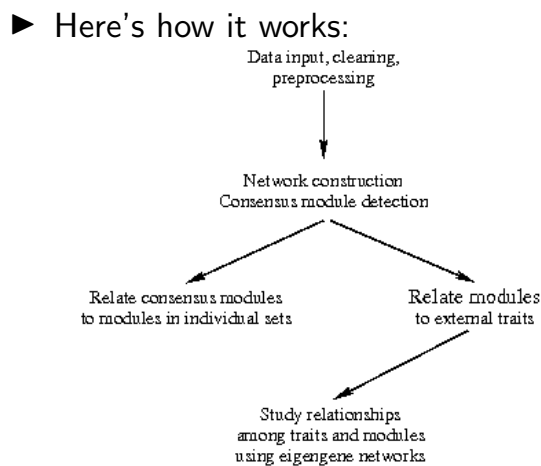 ▶ Here's how it works:
Data input, cleaning,
preprocessing
Network construction
Consensus module detection
Relate consensus modules
to modules in individual sets
Relate modules
to external traits
Study relationships
among traits and modules
using eigengene networks